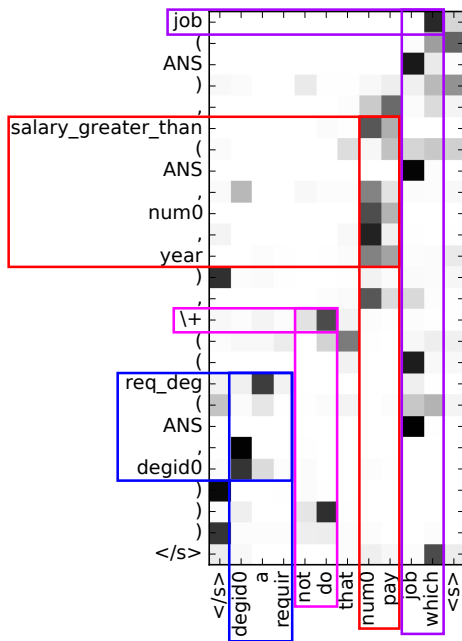 job
(
ANS
)
,
salary_greater_than
(
ANS
,
num0
,
year
)
,
\+
(
(
req_deg
(
ANS
,
degid0
)
)
)
</s>
</s> degid0 a requir not do that num0 pay job which <s>